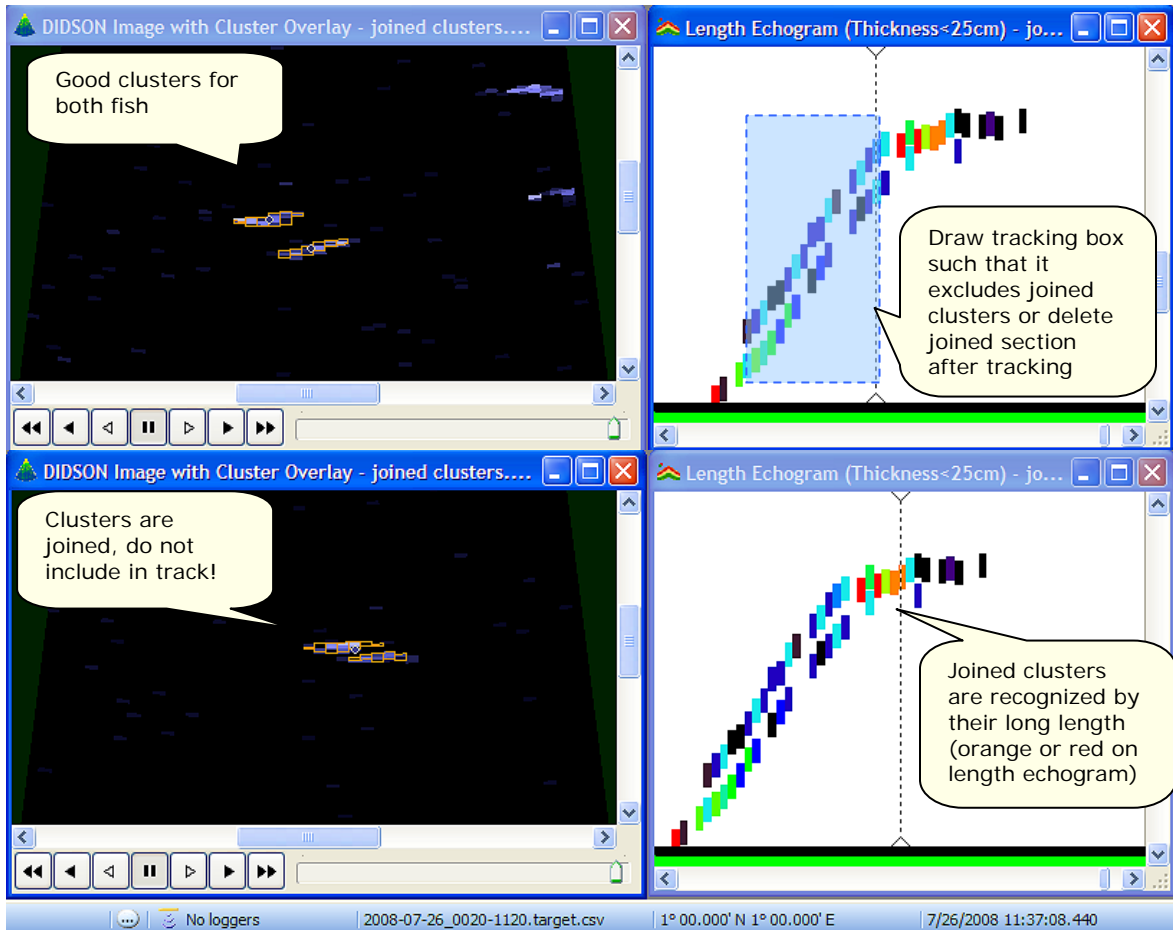 DIDSON Image with Cluster Overlay - joined clusters....
Good clusters for
both fish
Length Echogram (Thickness<25cm) - jo...
Draw tracking box
such that it
excludes joined
clusters or delete
joined section
after tracking
DIDSON Image with Cluster Overlay - joined clusters....
Clusters are
joined, do not
include in track!
Length Echogram (Thickness<25cm) - jo...
Joined clusters
are recognized by
their long length
(orange or red on
length echogram)
No loggers
2008-07-26_0020-1120.target.csv
1° 00.000' N 1° 00.000' E
7/26/2008 11:37:08.440